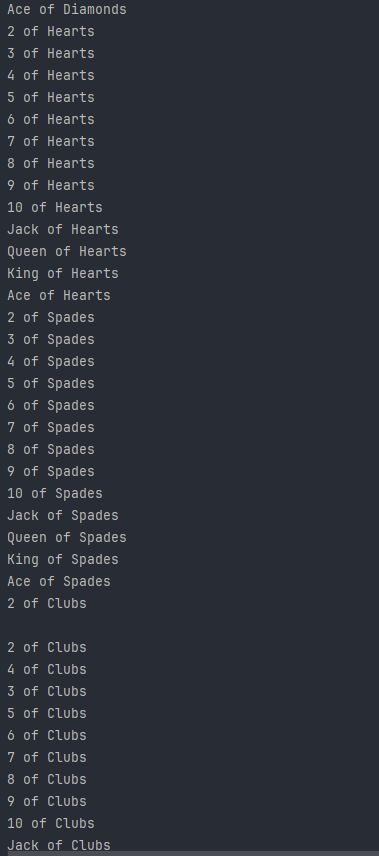 Ace of Diamonds
2 of Hearts
3 of Hearts
4 of Hearts
5 of Hearts
6 of Hearts
7 of Hearts
8 of Hearts
9 of Hearts
10 of Hearts
Jack of Hearts
Queen of Hearts
King of Hearts
Ace of Hearts
2 of Spades
3 of Spades
4 of Spades
5 of Spades
6 of Spades
7 of Spades
8 of Spades
9 of Spades
10 of Spades
Jack of Spades
Queen of Spades
King of Spades
Ace of Spades
2 of Clubs

2 of Clubs
4 of Clubs
3 of Clubs
5 of Clubs
6 of Clubs
7 of Clubs
8 of Clubs
9 of Clubs
10 of Clubs
Jack of Clubs